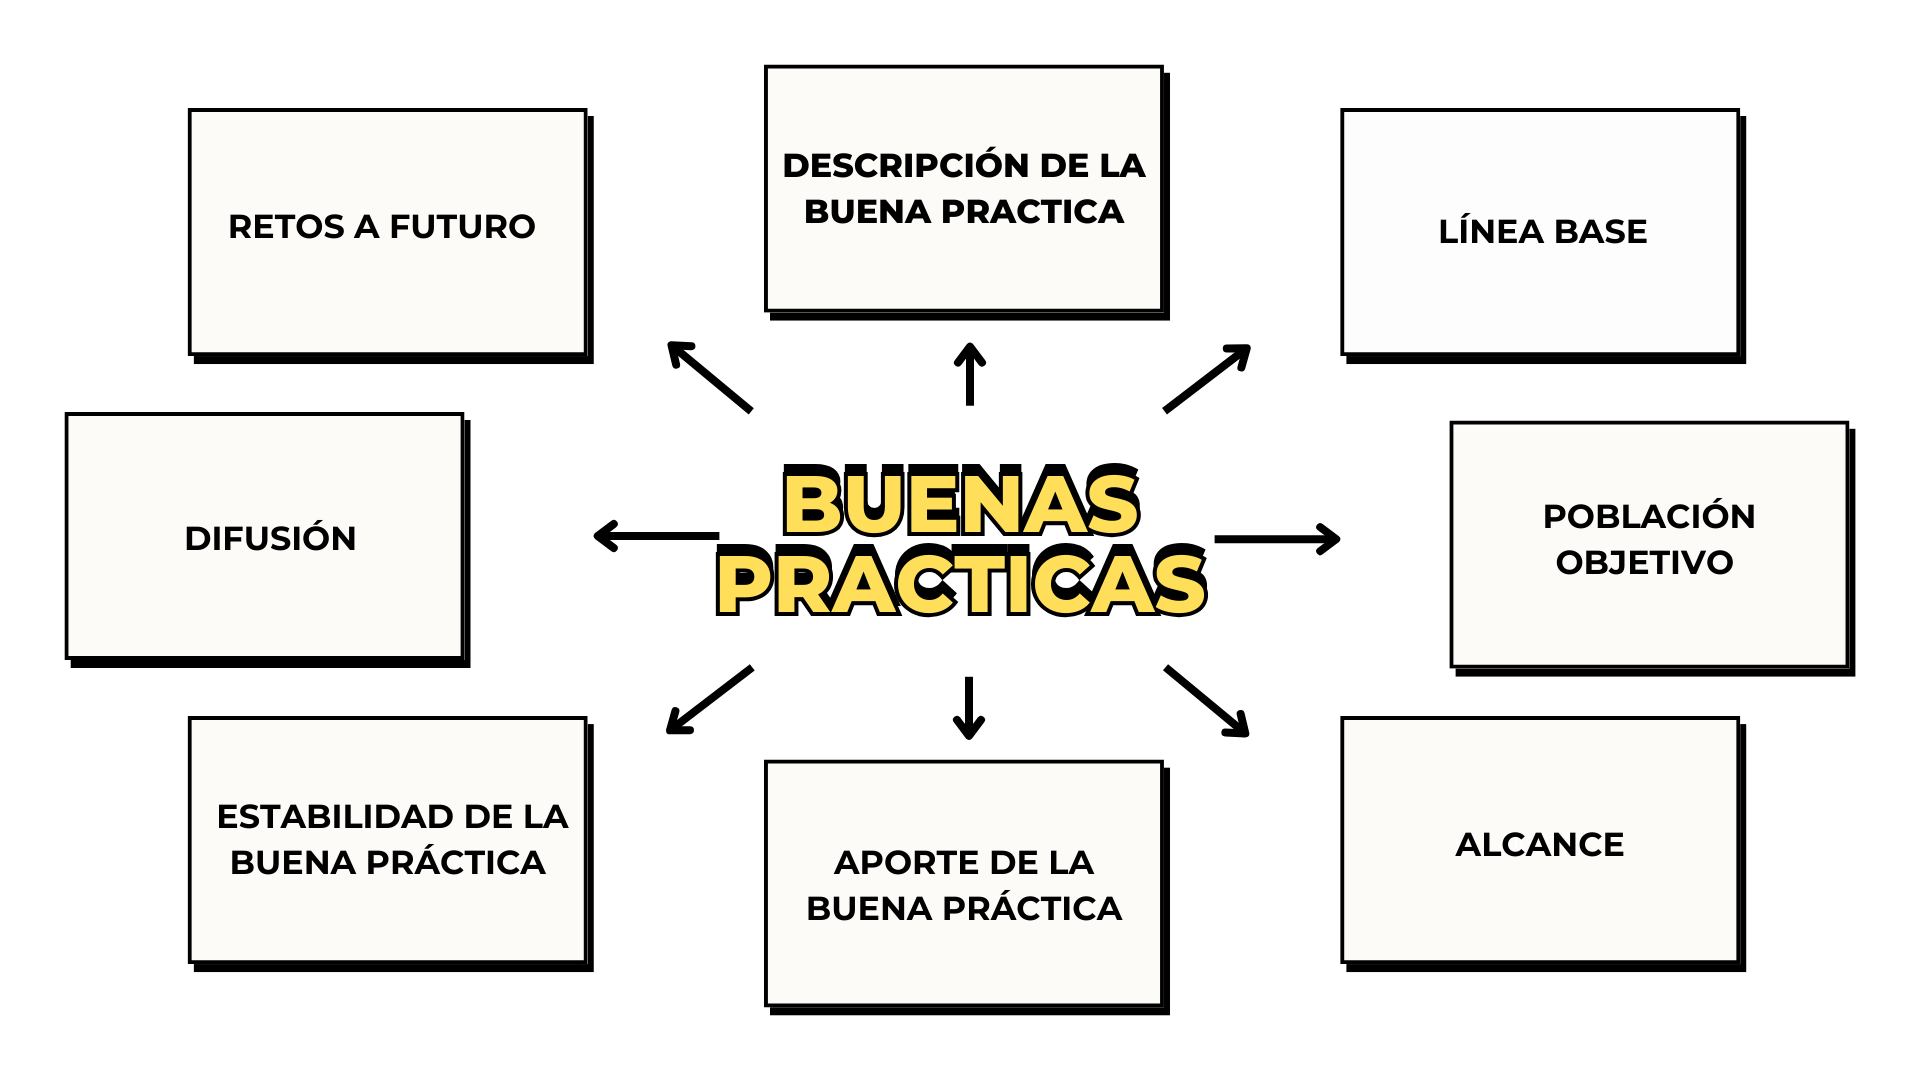 DESCRIPCIÓN DE LA
BUENA PRACTICA
RETOS A FUTURO
LÍNEA BASE
BUENAS
PRACTICAS
DIFUSIÓN
POBLACIÓN
OBJETIVO
ESTABILIDAD DE LA
BUENA PRÁCTICA
APORTE DE LA
BUENA PRÁCTICA
ALCANCE